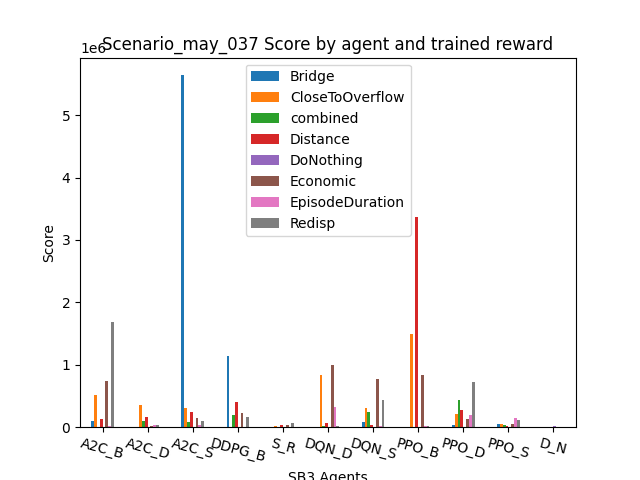 Scenario_may_037 Score by agent and trained reward
1e6
Bridge
CloseToOverflow
combined
Distance
DoNothing
Economic
EpisodeDuration
Redisp
5
4
3
2
1
0
Score
A2C_B A2C_D A2C_S DDPG_B S_R DQN_D DQN_S PPO_B PPO_D PPO_S D_N
SB3 Agents